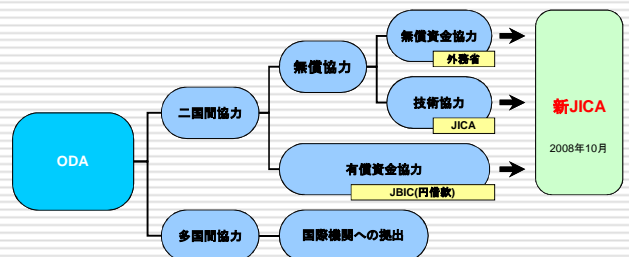 無償資金協力
外務省
無償協力
技術協力
JICA
新JICA
2008年10月
二国間協力
ODA
有償資金協力
JBIC(円借款)
多国間協力
国際機関への拠出